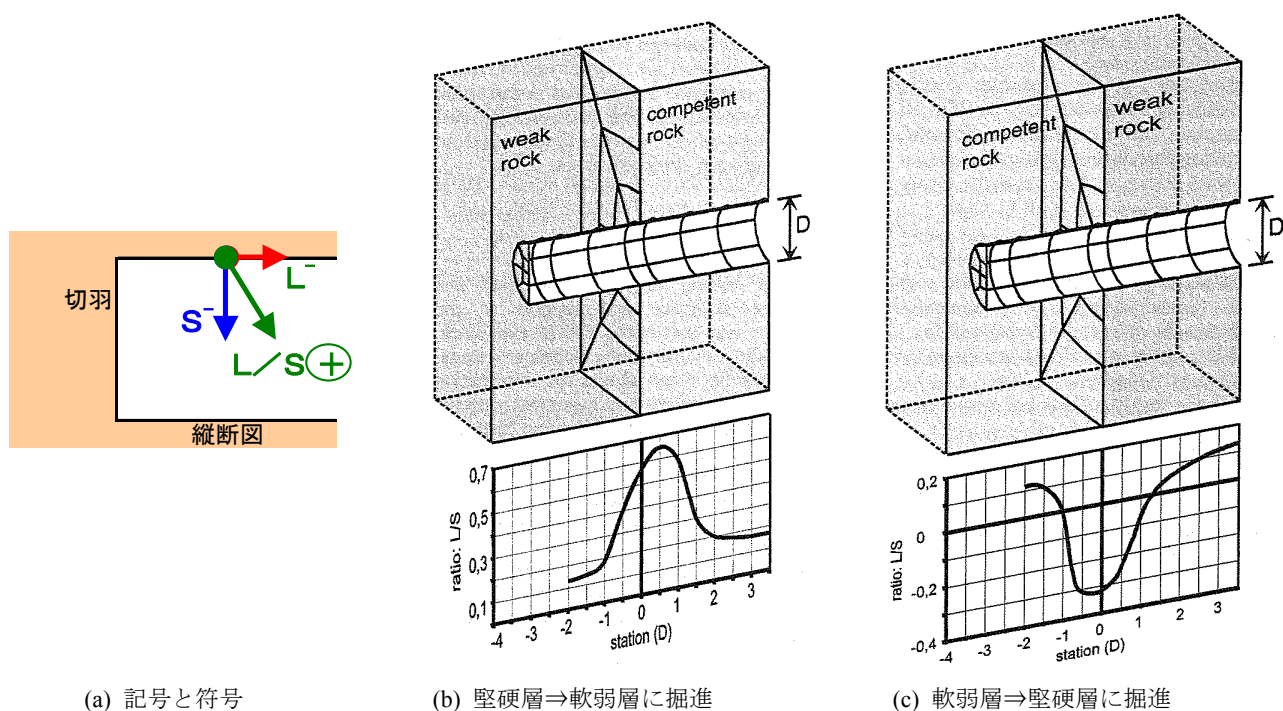 切羽
L⁻
S⁻
L／S⊕
縦断図
(a) 記号と符号
weak
rock
competent
rock
D
ratio: L/S
0,7
0,5
0,3
0,1
-4
-3
-2
-1
0
1
2
3
station (D)
(b) 堅硬層⇒軟弱層に掘進
competent
rock
weak
rock
D
ratio: L/S
0,2
0
-0,2
-0,4
-4
-3
-2
-1
0
1
2
3
station (D)
(c) 軟弱層⇒堅硬層に掘進